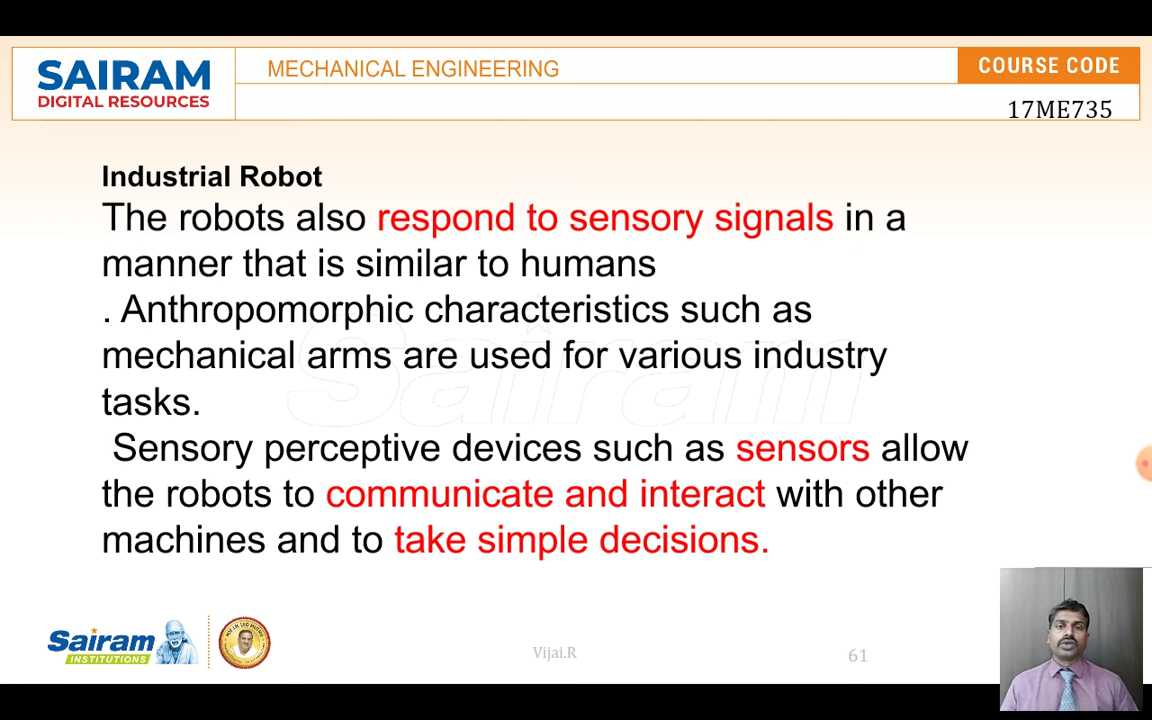 SAIRAM
DIGITAL RESOURCES
MECHANICAL ENGINEERING
COURSE CODE
17ME735
Industrial Robot
The robots also respond to sensory signals in a
manner that is similar to humans
. Anthropomorphic characteristics such as
mechanical arms are used for various industry
tasks.
Sensory perceptive devices such as sensors allow
the robots to communicate and interact with other
machines and to take simple decisions.
Sairam
Sairam
INSTITUTIONS
Vijai.R
61